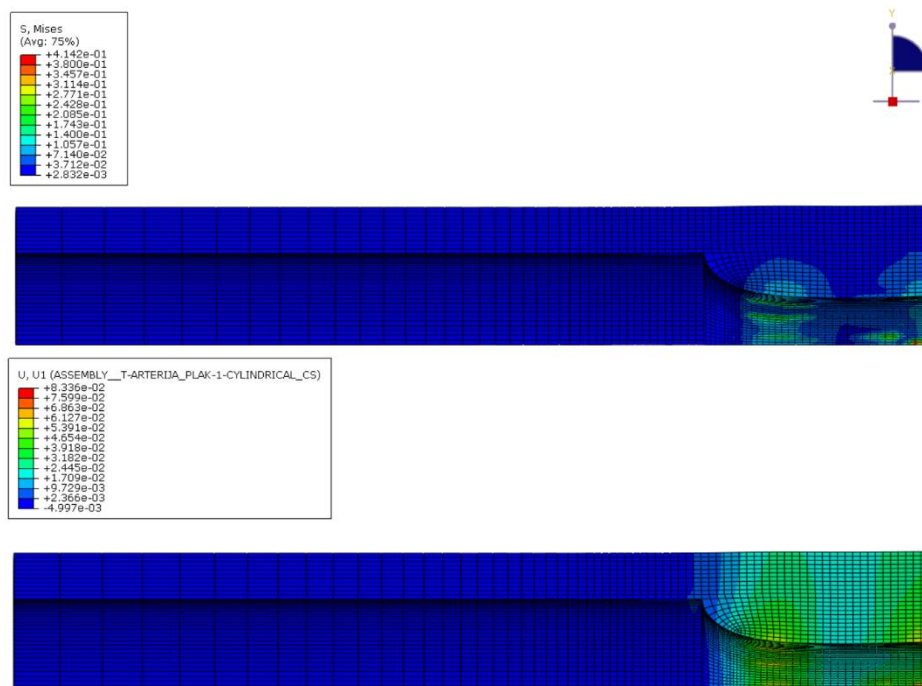 Y
S, Mises
(Avg: 75%)
+4.142e-01
+3.800e-01
+3.457e-01
+3.114e-01
+2.771e-01
+2.428e-01
+2.085e-01
+1.743e-01
+1.400e-01
+1.057e-01
+7.140e-02
+3.712e-02
+2.832e-03
U, U1 (ASSEMBLY__T-ARTERIJA_PLAK-1-CYLINDRICAL_CS)
+8.336e-02
+7.599e-02
+6.863e-02
+6.127e-02
+5.391e-02
+4.654e-02
+3.918e-02
+3.182e-02
+2.445e-02
+1.709e-02
+9.729e-03
+2.366e-03
-4.997e-03